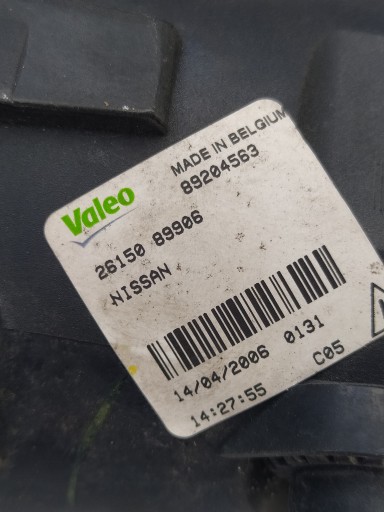 Valeo
MADE IN BELGIUM
89204563
26150 89906
NISSAN
14/04/2006 0131
14:27:55 C05